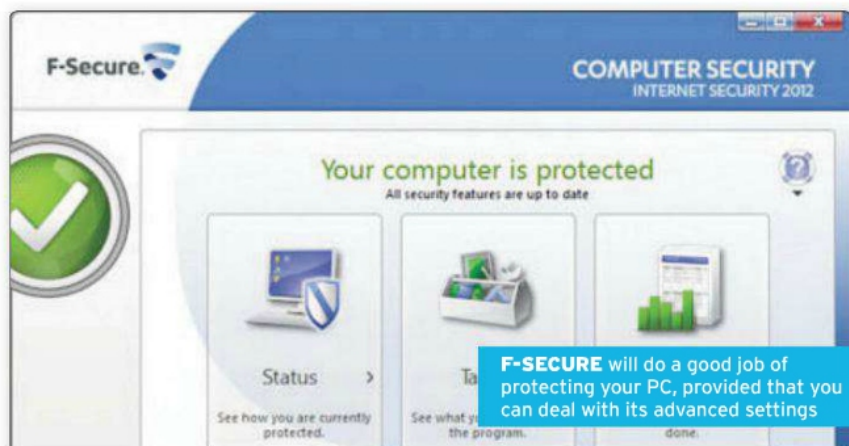 F-Secure.
COMPUTER SECURITY
INTERNET SECURITY 2012
Your computer is protected
All security features are up to date
Status >
Ta
F-SECURE will do a good job of
protecting your PC, provided that you
can deal with its advanced settings
See how you are currently
protected.
See what y
the program.
done.